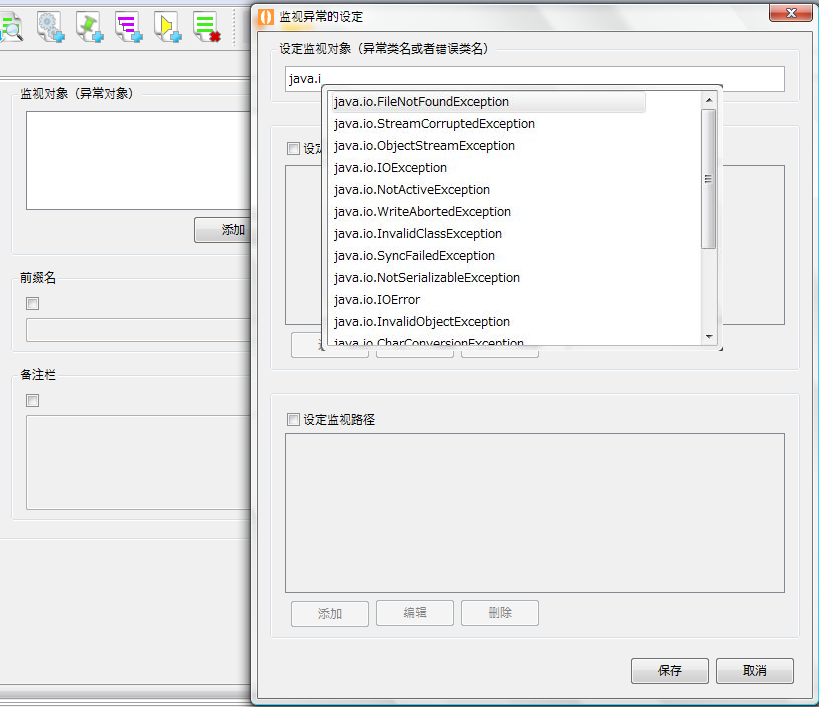 监视异常的设定
设定监视对象（异常类名或者错误类名）
java.i
java.io.FileNotFoundException
java.io.StreamCorruptedException
java.io.ObjectStreamException
java.io.IOException
java.io.NotActiveException
java.io.WriteAbortedException
java.io.InvalidClassException
java.io.SyncFailedException
java.io.NotSerializableException
java.io.IOError
java.io.InvalidObjectException
java.io.CharConversionException
监视对象（异常对象）
添加
前缀名
备注栏
设定监视路径
添加
编辑
删除
保存
取消